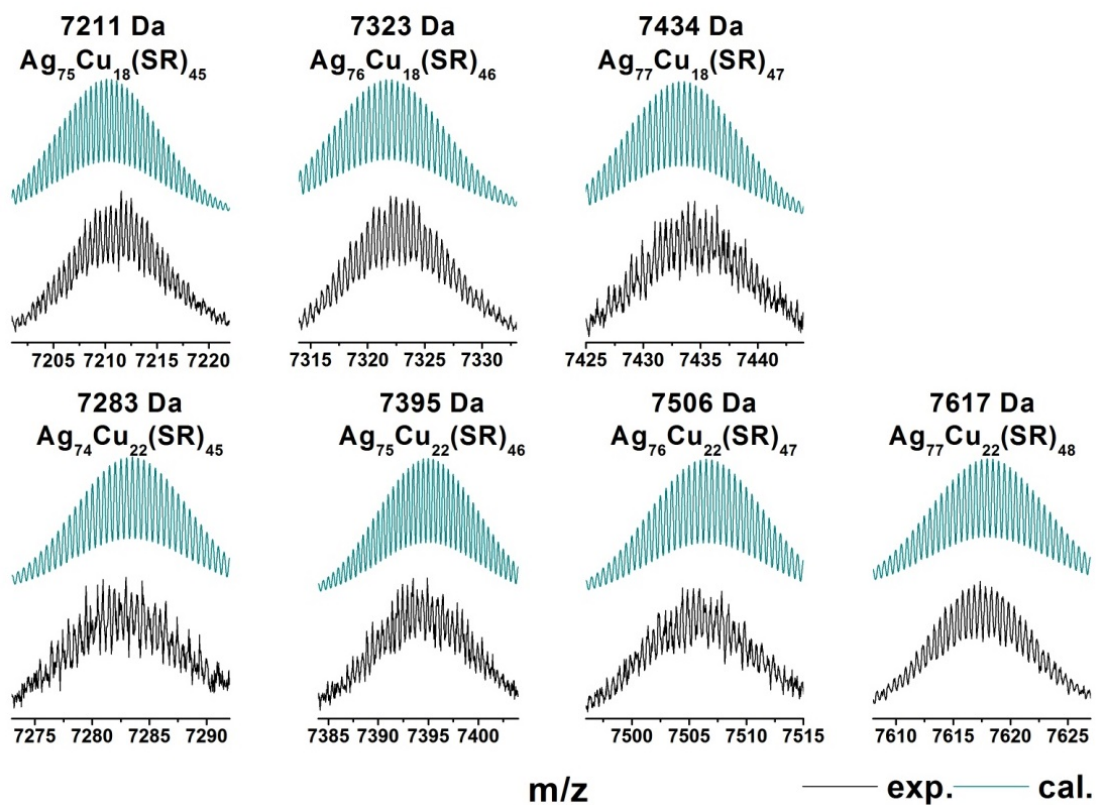 7211 Da
Ag75Cu18(SR)45
7205 7210 7215 7220
7323 Da
Ag76Cu18(SR)46
7315 7320 7325 7330
7434 Da
Ag77Cu18(SR)47
7425 7430 7435 7440
7283 Da
Ag74Cu22(SR)45
7275 7280 7285 7290
7395 Da
Ag75Cu22(SR)46
7385 7390 7395 7400
7506 Da
Ag76Cu22(SR)47
7500 7505 7510 7515
7617 Da
Ag77Cu22(SR)48
7610 7615 7620 7625
m/z
exp. cal.